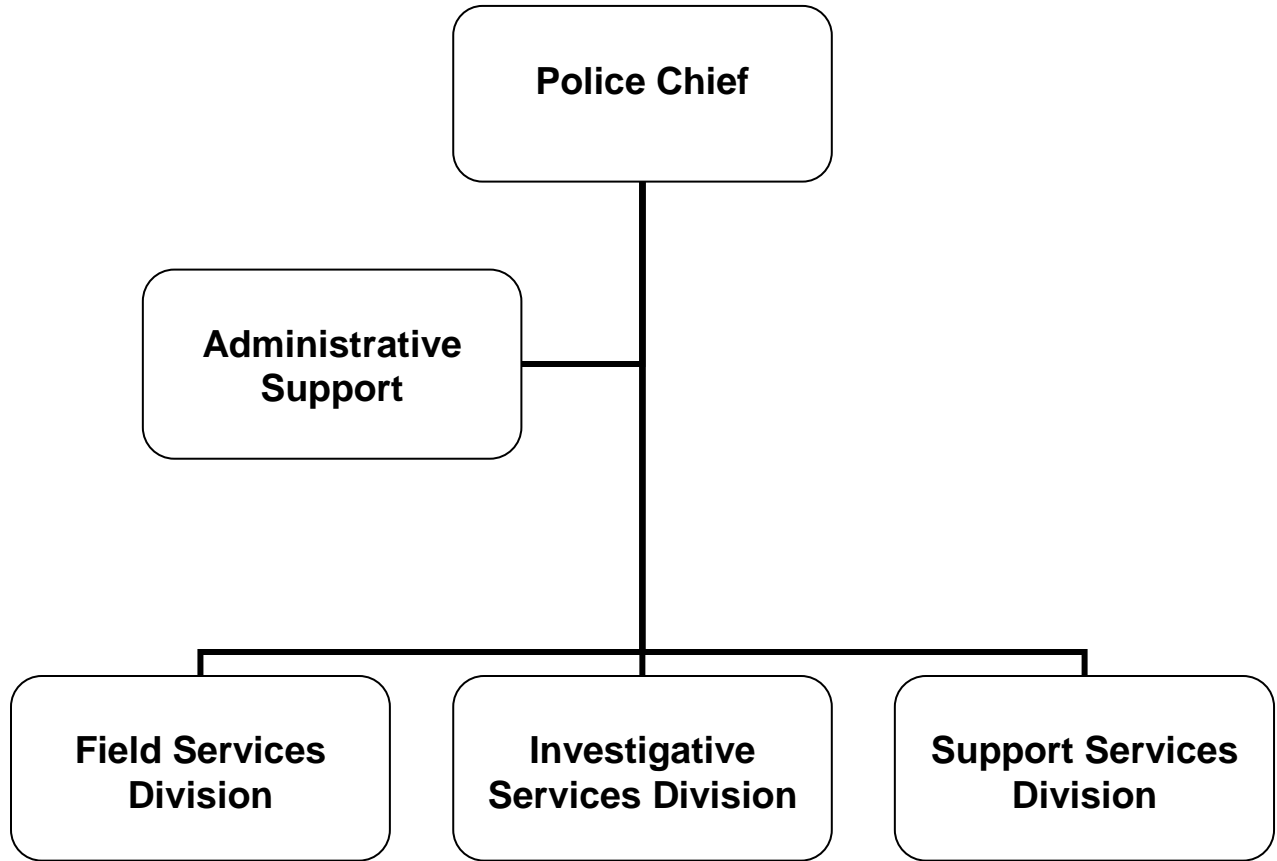 Police Chief
Administrative
Support
Field Services
Division
Investigative
Services Division
Support Services
Division